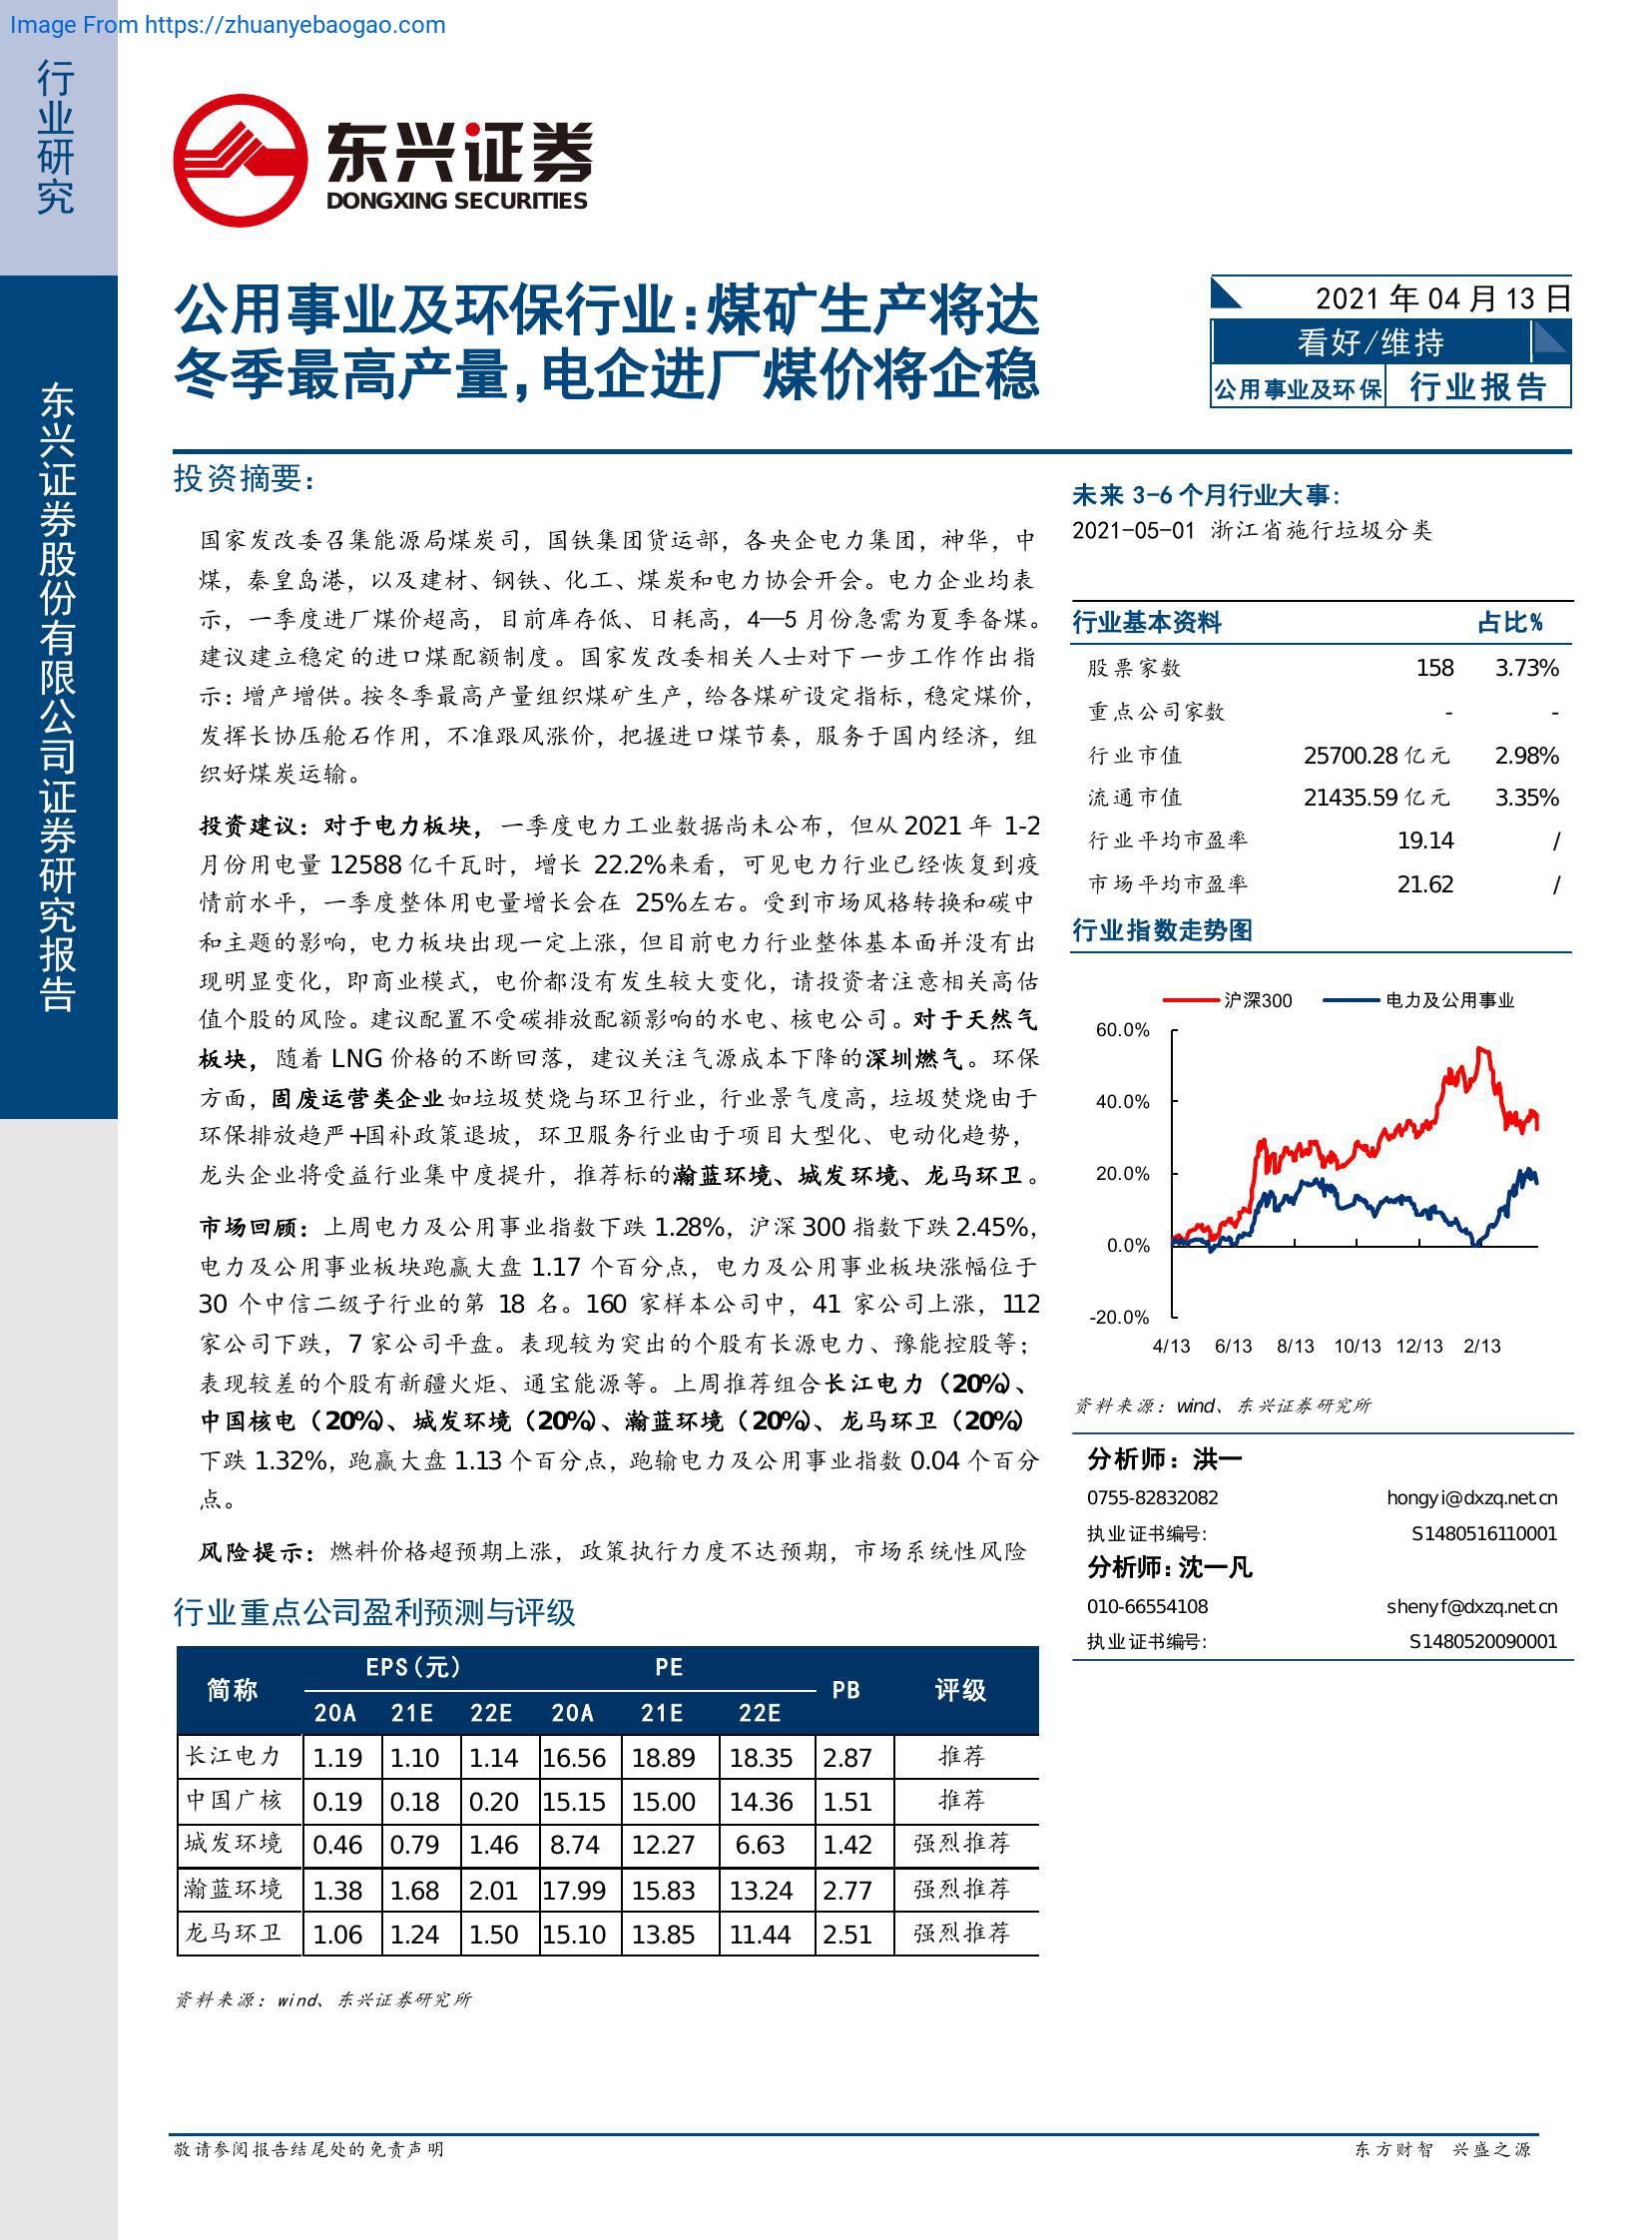 Image From https://zhuanyebaogao.com
行业研究
东兴证券股份有限公司证券研究报告
东兴证券
DONGXING SECURITIES
公用事业及环保行业：煤矿生产将达
冬季最高产量，电企进厂煤价将企稳
2021 年 04 月 13 日
看好/维持
公用事业及环保 行业报告
投资摘要：
国家发改委召集能源局煤炭司，国铁集团货运部，各央企电力集团，神华，中
煤，秦皇岛港，以及建材、钢铁、化工、煤炭和电力协会开会。电力企业均表
示，一季度进厂煤价超高，目前库存低、日耗高，4—5 月份急需为夏季备煤。
建议建立稳定的进口煤配额制度。国家发改委相关人士对下一步工作作出指
示：增产增供。按冬季最高产量组织煤矿生产，给各煤矿设定指标，稳定煤价，
发挥长协压舱石作用，不准跟风涨价，把握进口煤节奏，服务于国内经济，组
织好煤炭运输。
投资建议：对于电力板块，一季度电力工业数据尚未公布，但从 2021 年 1-2
月份用电量 12588 亿千瓦时，增长 22.2%来看，可见电力行业已经恢复到疫
情前水平，一季度整体用电量增长会在 25%左右。受到市场风格转换和碳中
和主题的影响，电力板块出现一定上涨，但目前电力行业整体基本面并没有出
现明显变化，即商业模式，电价都没有发生较大变化，请投资者注意相关高估
值个股的风险。建议配置不受碳排放配额影响的水电、核电公司。对于天然气
板块，随着 LNG 价格的不断回落，建议关注气源成本下降的深圳燃气。环保
方面，固废运营类企业如垃圾焚烧与环卫行业，行业景气度高，垃圾焚烧由于
环保排放趋严+国补政策退坡，环卫服务行业由于项目大型化、电动化趋势，
龙头企业将受益行业集中度提升，推荐标的瀚蓝环境、城发环境、龙马环卫。
市场回顾：上周电力及公用事业指数下跌 1.28%，沪深 300 指数下跌 2.45%，
电力及公用事业板块跑赢大盘 1.17 个百分点，电力及公用事业板块涨幅位于
30 个中信二级子行业的第 18 名。160 家样本公司中，41 家公司上涨，112
家公司下跌，7 家公司平盘。表现较为突出的个股有长源电力、豫能控股等；
表现较差的个股有新疆火炬、通宝能源等。上周推荐组合长江电力（20%）、
中国核电（20%）、城发环境（20%）、瀚蓝环境（20%）、龙马环卫（20%）
下跌 1.32%，跑赢大盘 1.13 个百分点，跑输电力及公用事业指数 0.04 个百分
点。
风险提示：燃料价格超预期上涨，政策执行力度不达预期，市场系统性风险
行业重点公司盈利预测与评级
简称 EPS(元) PE PB 评级
20A 21E 22E 20A 21E 22E
长江电力 1.19 1.10 1.14 16.56 18.89 18.35 2.87 推荐
中国广核 0.19 0.18 0.20 15.15 15.00 14.36 1.51 推荐
城发环境 0.46 0.79 1.46 8.74 12.27 6.63 1.42 强烈推荐
瀚蓝环境 1.38 1.68 2.01 17.99 15.83 13.24 2.77 强烈推荐
龙马环卫 1.06 1.24 1.50 15.10 13.85 11.44 2.51 强烈推荐
资料来源：wind、东兴证券研究所
未来 3-6 个月行业大事：
2021-05-01 浙江省施行垃圾分类
行业基本资料 占比%
股票家数 158 3.73%
重点公司家数 - -
行业市值 25700.28 亿元 2.98%
流通市值 21435.59 亿元 3.35%
行业平均市盈率 19.14 /
市场平均市盈率 21.62 /
行业指数走势图
沪深300 电力及公用事业
60.0%
40.0%
20.0%
0.0%
-20.0%
4/13 6/13 8/13 10/13 12/13 2/13
资料来源：wind、东兴证券研究所
分析师：洪一
0755-82832082 hongyi@dxzq.net.cn
执业证书编号: S1480516110001
分析师：沈一凡
010-66554108 shenyf@dxzq.net.cn
执业证书编号: S1480520090001
敬请参阅报告结尾处的免责声明
东方财智 兴盛之源